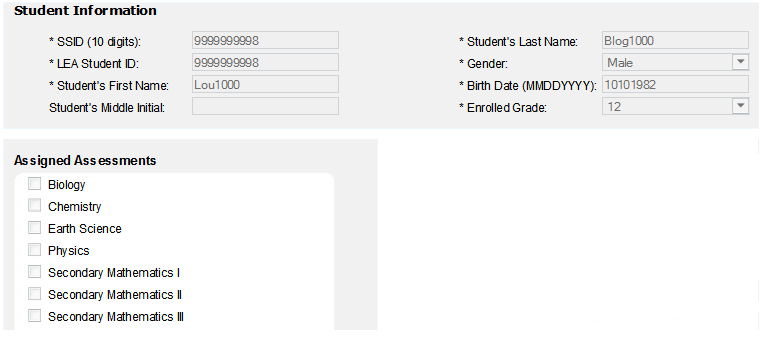 Student Information
* SSID (10 digits): 9999999998 * Student's Last Name: Blog1000
* LEA Student ID: 9999999998 * Gender: Male
* Student's First Name: Lou1000 * Birth Date (MMDDYYYY): 10101982
Student's Middle Initial: * Enrolled Grade: 12
Assigned Assessments
Biology
Chemistry
Earth Science
Physics
Secondary Mathematics I
Secondary Mathematics II
Secondary Mathematics III